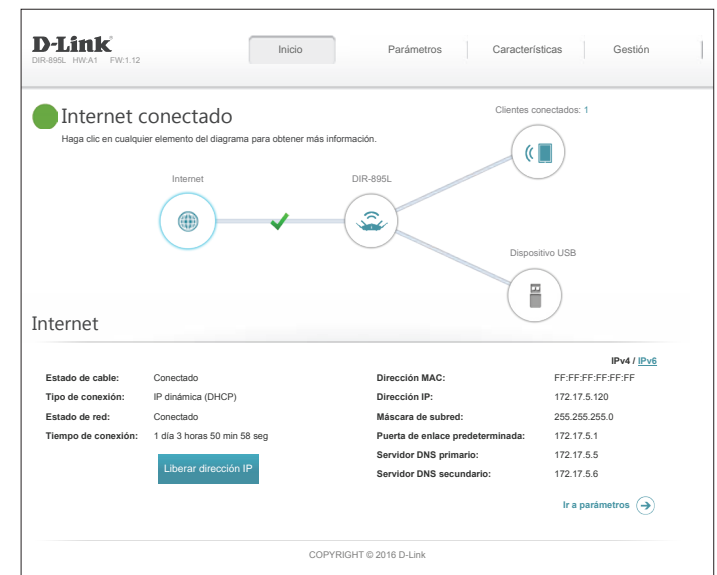 D-Link
DIR-895L HW:A1 FW:1.12
Inicio
Parámetros
Características
Gestión
Internet conectado
Haga clic en cualquier elemento del diagrama para obtener más información.
Clientes conectados: 1
Internet
DIR-895L
Dispositivo USB
Internet
IPv4 / IPv6
Estado de cable: Conectado
Tipo de conexión: IP dinámica (DHCP)
Estado de red: Conectado
Tiempo de conexión: 1 día 3 horas 50 min 58 seg
Liberar dirección IP
Dirección MAC: FF:FF:FF:FF:FF:FF
Dirección IP: 172.17.5.120
Máscara de subred: 255.255.255.0
Puerta de enlace predeterminada: 172.17.5.1
Servidor DNS primario: 172.17.5.5
Servidor DNS secundario: 172.17.5.6
Ir a parámetros
COPYRIGHT © 2016 D-Link